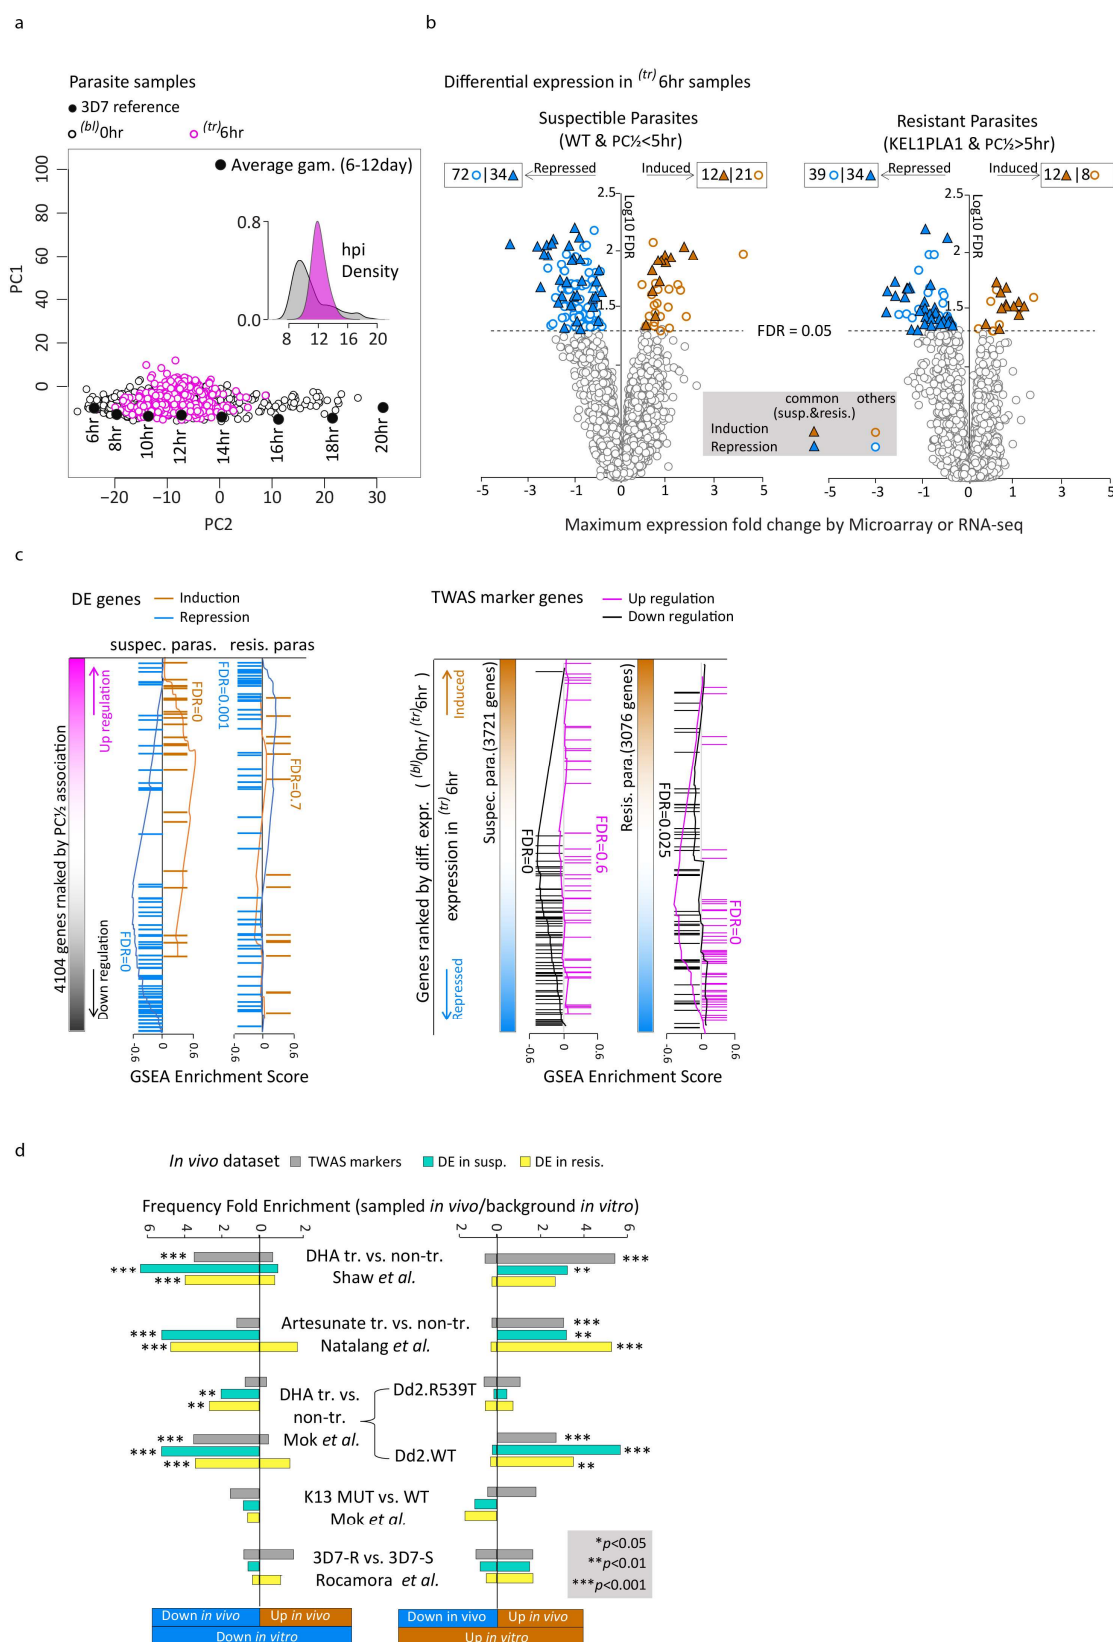 a
Parasite samples
3D7 reference
(bl)0hr (tr)6hr
Average gam. (6-12day)
hpi
Density
0.8
0.0
8 12 16 20
PC1
100
80
60
40
20
0
6hr 8hr 10hr 12hr 14hr 16hr 18hr 20hr
−20 −10 0 10 20 30
PC2
b
Differential expression in (tr)6hr samples
Suspectible Parasites
(WT & PC½<5hr)
72 | 34 Repressed Induced 12 | 21
Resistant Parasites
(KEL1PLA1 & PC½>5hr)
39 | 34 Repressed Induced 12 | 8
Log10 FDR
2.5
2
1.5
1
FDR = 0.05
Log10 FDR
2.5
2
1.5
1
common others
(susp.&resis.)
Induction
Repression
-5 -3 -1 0 1 3 5
-5 -3 -1 0 1 3 5
Maximum expression fold change by Microarray or RNA-seq
c
DE genes
Induction
Repression
suspec. paras. resis. paras
4104 genes rnaked by PC½ association
Up regulation
Down regulation
FDR=0
FDR=0
FDR=0.001
FDR=0.7
-0.6 0 0.6
-0.6 0 0.6
GSEA Enrichment Score
TWAS marker genes
Up regulation
Down regulation
Genes ranked by diff. expr. ( (bl)0hr/ (tr)6hr )
expression in (tr)6hr
Induced
Repressed
Suspec. para.(3721 genes)
FDR=0
FDR=0.6
Resis. para.(3076 genes)
FDR=0.025
FDR=0
-0.6 0 0.6
-0.6 0 0.6
GSEA Enrichment Score
d
In vivo dataset TWAS markers DE in susp. DE in resis.
Frequency Fold Enrichment (sampled in vivo/background in vitro)
6 4 2 0 2
2 0 2 4 6
DHA tr. vs. non-tr.
Shaw et al.
***
***
***
***
**
Artesunate tr. vs. non-tr.
Natalang et al.
***
***
***
**
***
DHA tr. vs.
non-tr.
Mok et al.
Dd2.R539T
**
**
Dd2.WT
***
***
***
***
***
**
K13 MUT vs. WT
Mok et al.
3D7-R vs. 3D7-S
Rocamora et al.
*p<0.05
**p<0.01
***p<0.001
Down in vivo Up in vivo
Down in vitro
Down in vivo Up in vivo
Up in vitro